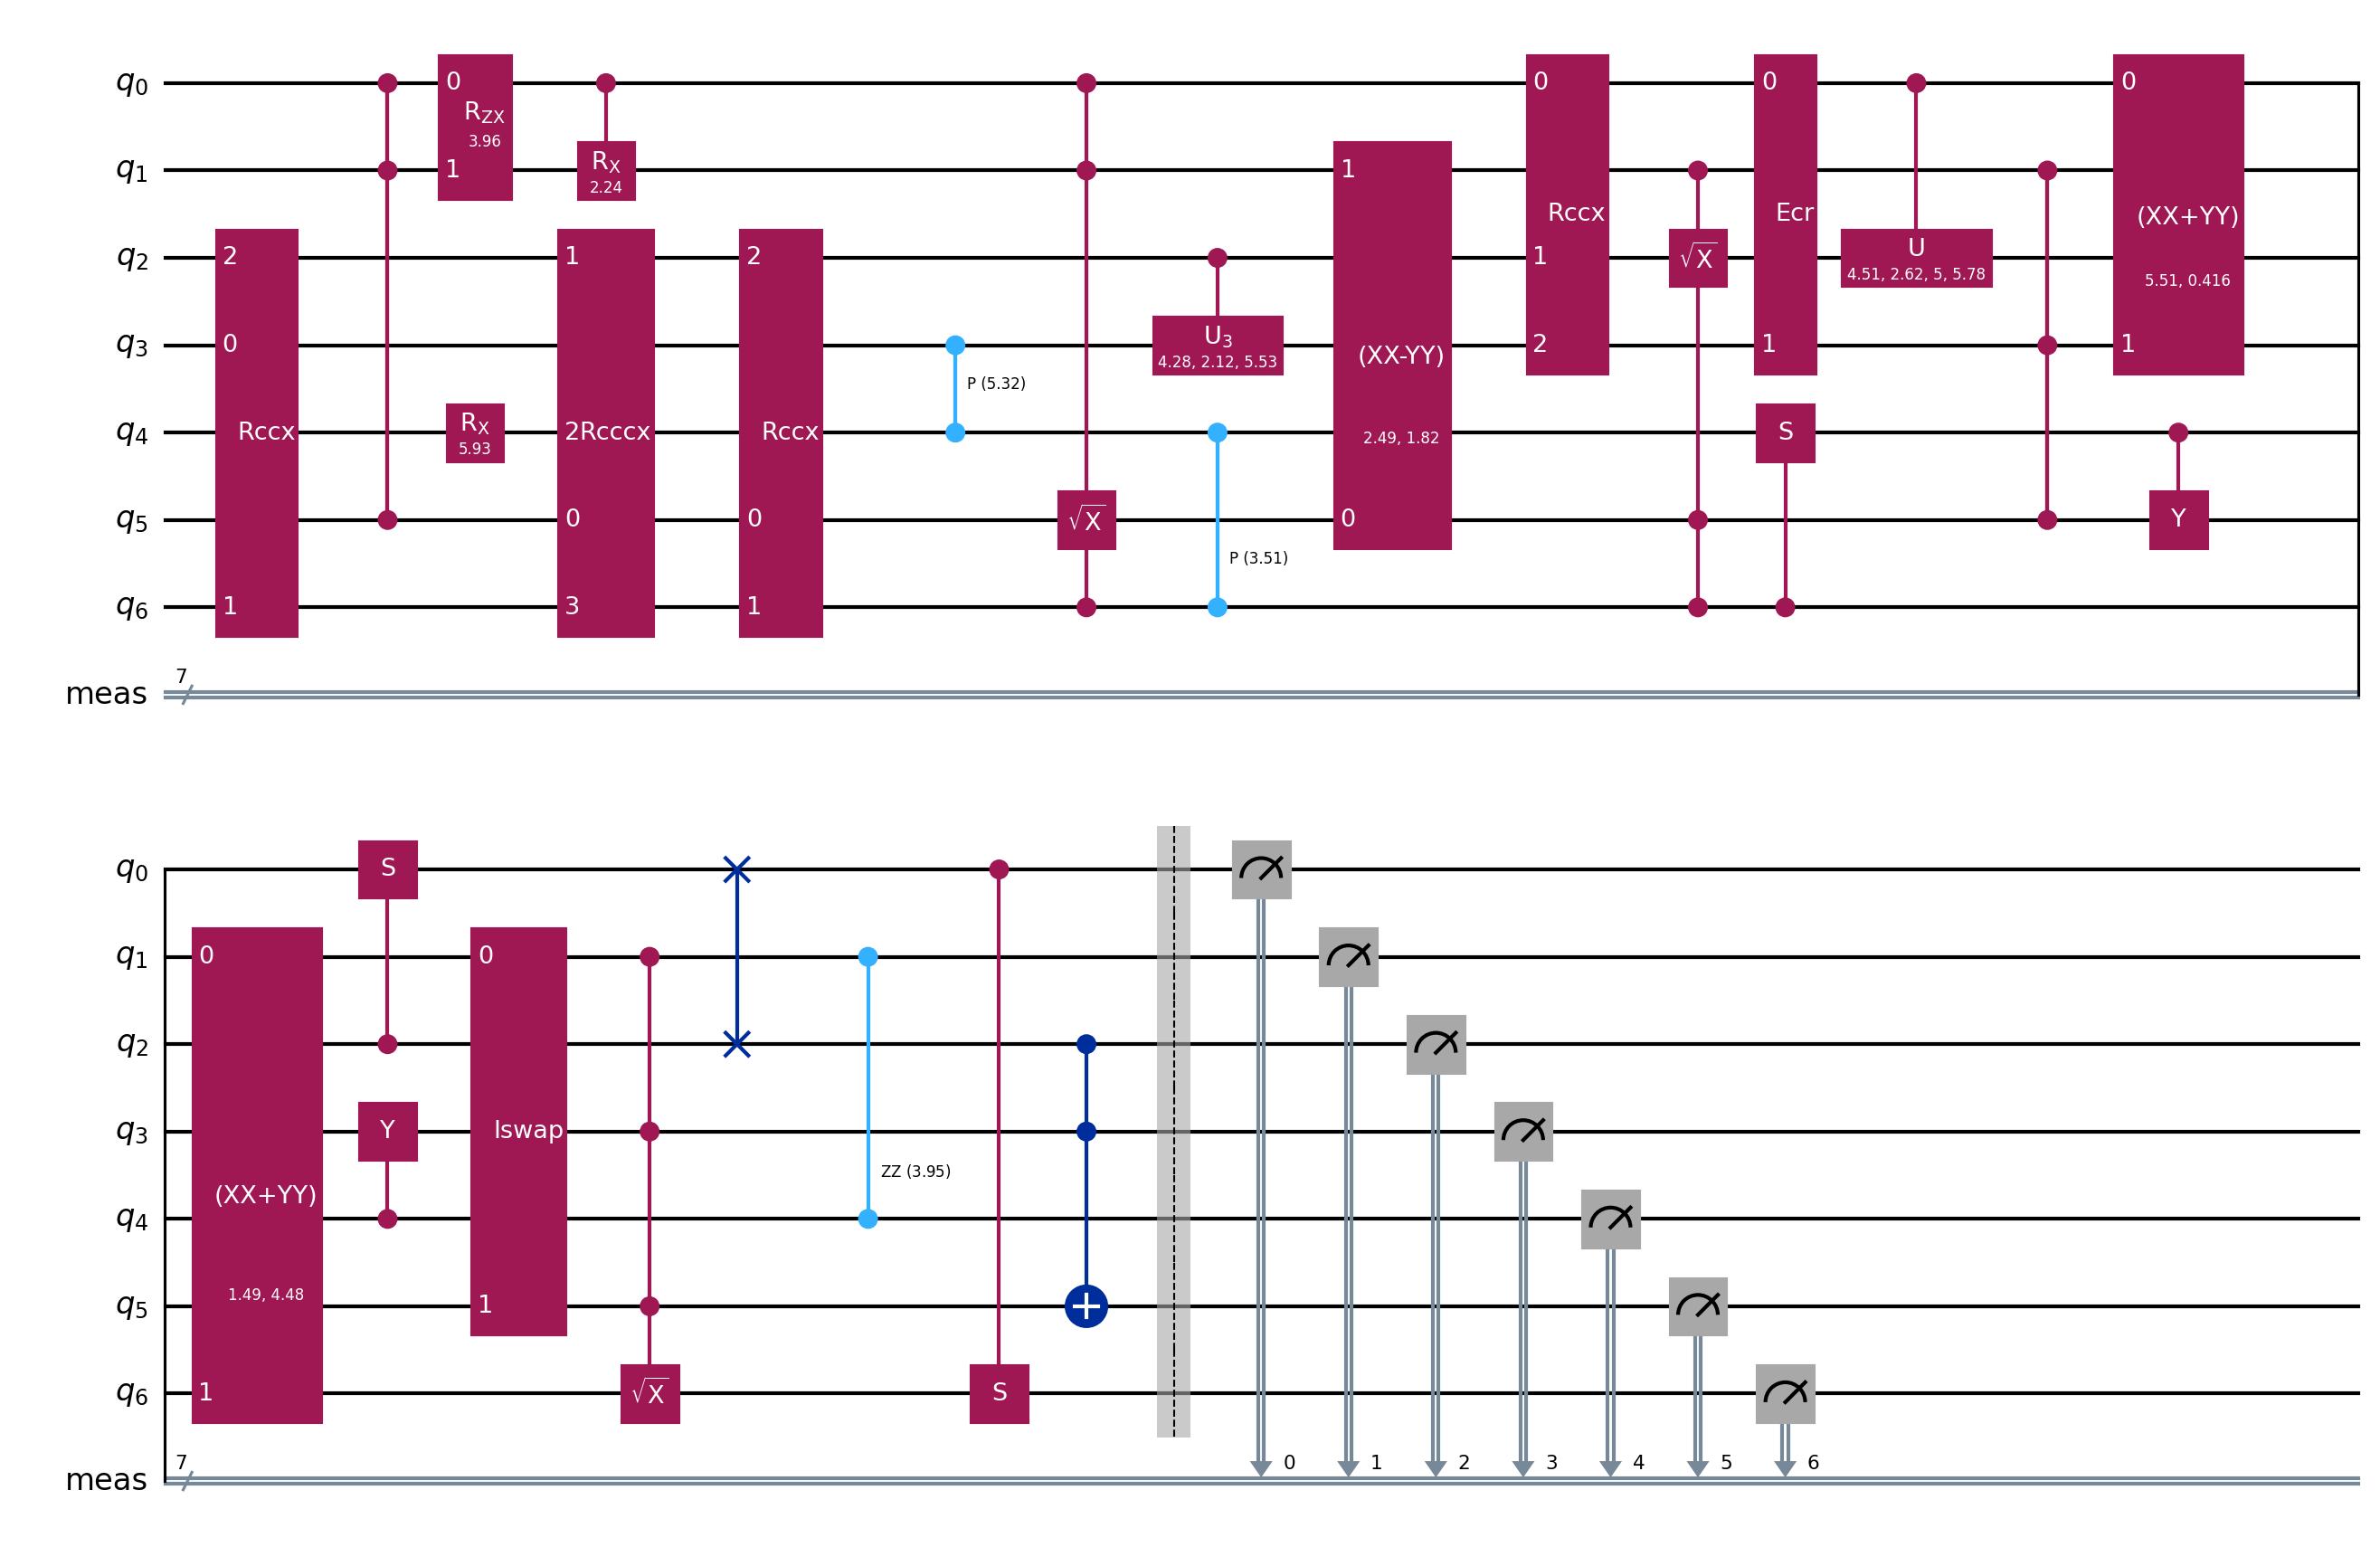 q0 0 0 0 0
RZX
3.96
q1 1 RX 1
2.24
Rccx Ecr (XX+YY)
q2 2 1 2 1 √X U
4.51, 2.62, 5, 5.78
5.51, 0.416
q3 0 U3 (XX-YY) 2 1 1
4.28, 2.12, 5.53
P (5.32)
q4 Rccx RX 2Rcccx Rccx 2.49, 1.82 S
5.93
q5 0 0 √X 0 Y
P (3.51)
q6 1 3 1
7
meas
q0 S
q1 0 0
q2
q3 Y Iswap
ZZ (3.95)
(XX+YY)
q4
1.49, 4.48
q5 1
q6 1 √X S
7 0 1 2 3 4 5 6
meas